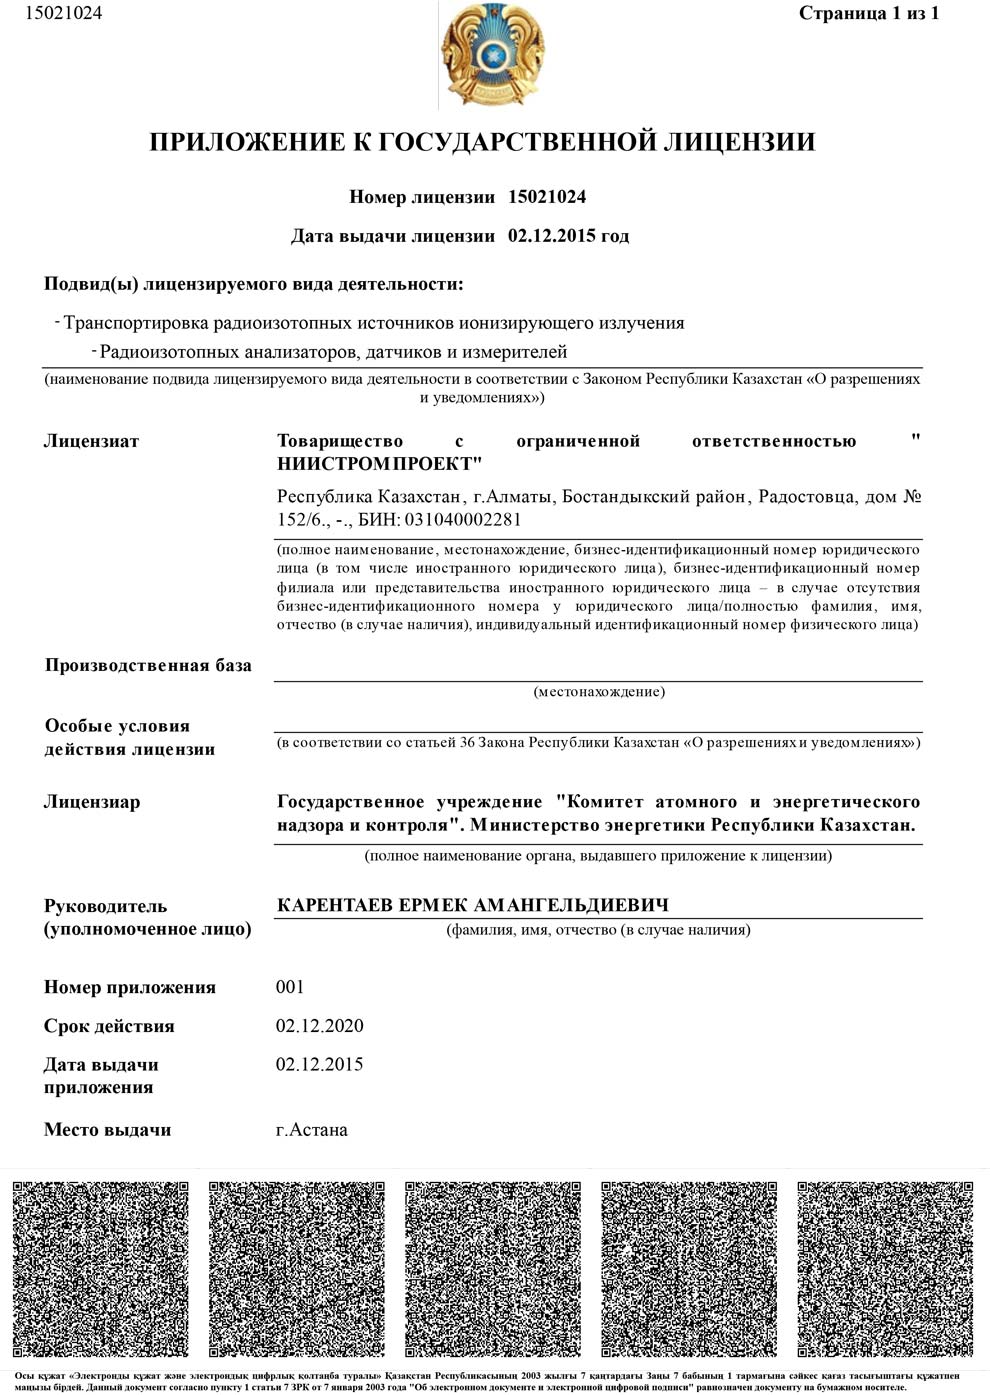 15021024
Страница 1 из 1
ПРИЛОЖЕНИЕ К ГОСУДАРСТВЕННОЙ ЛИЦЕНЗИИ
Номер лицензии 15021024
Дата выдачи лицензии 02.12.2015 год
Подвид(ы) лицензируемого вида деятельности:
- Транспортировка радиоизотопных источников ионизирующего излучения
- Радиоизотопных анализаторов, датчиков и измерителей
(наименование подвида лицензируемого вида деятельности в соответствии с Законом Республики Казахстан «О разрешениях
и уведомлениях»)
Лицензиат
Товарищество с ограниченной ответственностью "
НИИСТРОМПРОЕКТ"
Республика Казахстан, г.Алматы, Бостандыкский район, Радостовца, дом №
152/6., -., БИН: 031040002281
(полное наименование, местонахождение, бизнес-идентификационный номер юридического
лица (в том числе иностранного юридического лица), бизнес-идентификационный номер
филиала или представительства иностранного юридического лица – в случае отсутствия
бизнес-идентификационного номера у юридического лица/полностью фамилия, имя,
отчество (в случае наличия), индивидуальный идентификационный номер физического лица)
Производственная база
(местонахождение)
Особые условия
действия лицензии
(в соответствии со статьей 36 Закона Республики Казахстан «О разрешениях и уведомлениях»)
Лицензиар
Государственное учреждение "Комитет атомного и энергетического
надзора и контроля". Министерство энергетики Республики Казахстан.
(полное наименование органа, выдавшего приложение к лицензии)
Руководитель
(уполномоченное лицо)
КАРЕНТАЕВ ЕРМЕК АМАНГЕЛЬДИЕВИЧ
(фамилия, имя, отчество (в случае наличия)
Номер приложения 001
Срок действия 02.12.2020
Дата выдачи
приложения
02.12.2015
Место выдачи г.Астана
Осы құжат «Электронды құжат және электрондық цифрлық қолтаңба туралы» Қазақстан Республикасының 2003 жылғы 7 қаңтардағы Заңы 7 бабының 1 тармағына сәйкес қағаз тасығыштағы құжатпен
маңызы бірдей. Данный документ согласно пункту 1 статьи 7 ЗРК от 7 января 2003 года "Об электронном документе и электронной цифровой подписи" равнозначен документу на бумажном носителе.